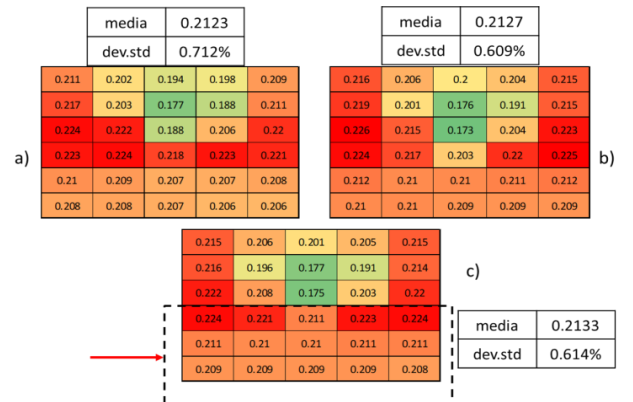 media 0.2123
dev.std 0.712%
0.211 0.202 0.194 0.198 0.209
0.217 0.203 0.177 0.188 0.211
0.224 0.222 0.188 0.206 0.22
0.223 0.224 0.218 0.223 0.221
0.21 0.209 0.207 0.207 0.208
0.208 0.208 0.207 0.206 0.206
a)
media 0.2127
dev.std 0.609%
0.216 0.206 0.2 0.204 0.215
0.219 0.201 0.176 0.191 0.215
0.226 0.215 0.173 0.204 0.223
0.224 0.217 0.203 0.22 0.225
0.212 0.21 0.21 0.211 0.212
0.21 0.21 0.209 0.209 0.209
b)
0.215 0.206 0.201 0.205 0.215
0.216 0.196 0.177 0.191 0.214
0.222 0.208 0.175 0.203 0.22
0.224 0.221 0.211 0.223 0.224
0.211 0.21 0.21 0.211 0.211
0.209 0.209 0.209 0.209 0.208
c)
media 0.2133
dev.std 0.614%